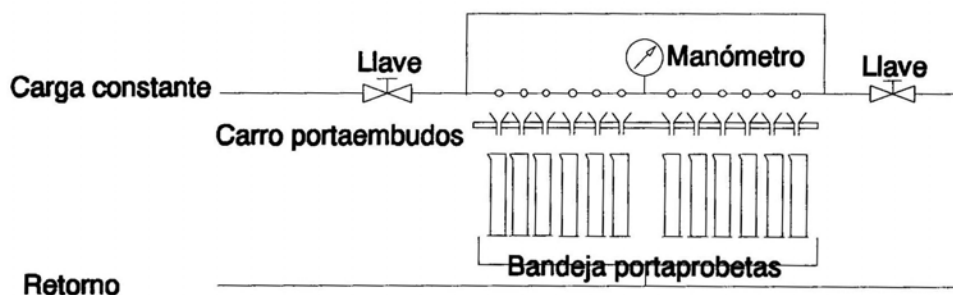 Llave
Manómetro
Llave
Carga constante
Carro portaembudos
Bandeja portaprobetas
Retorno